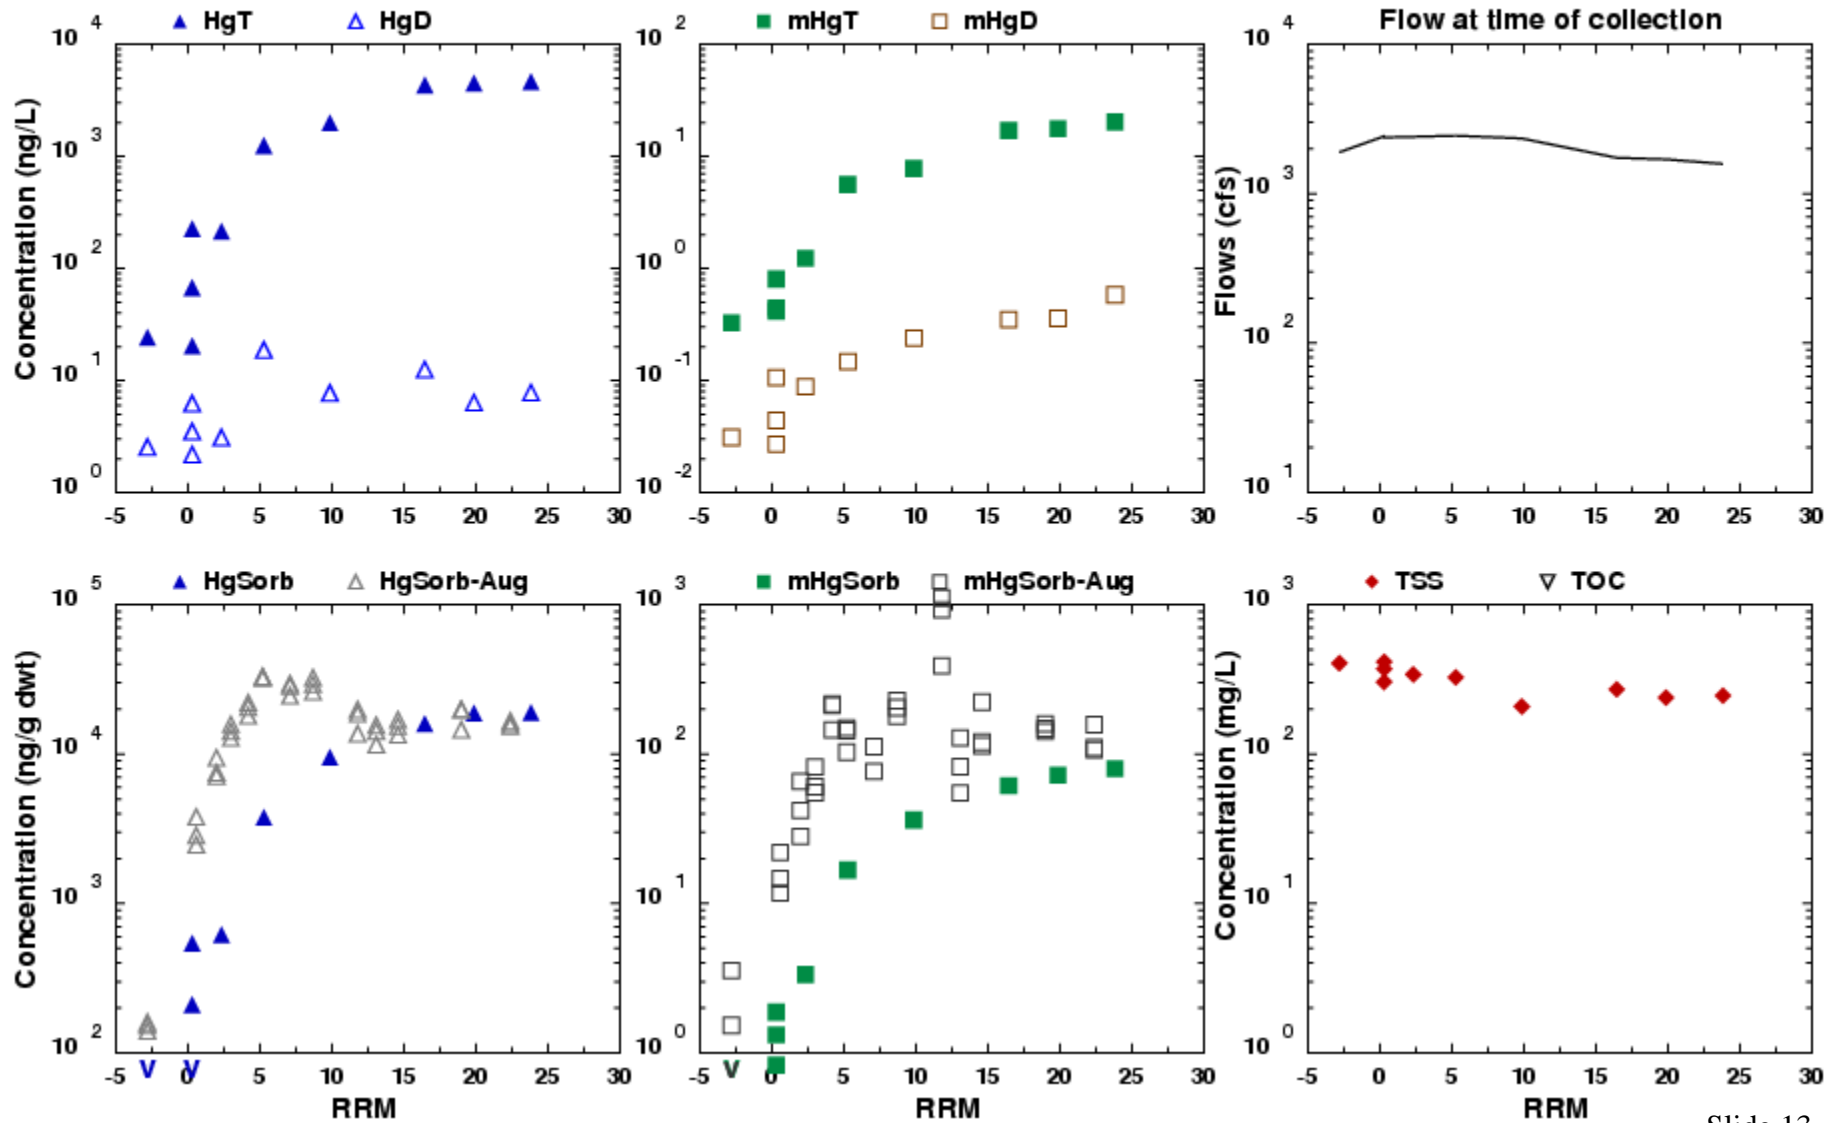 HgT HgD
mHgT mHgD
Flow at time of collection
Concentration (ng/L)
10 4
10 3
10 2
10 1
10 0
-5 0 5 10 15 20 25 30
10 2
10 1
10 0
10 -1
10 -2
-5 0 5 10 15 20 25 30
Flows (cfs)
10 4
10 3
10 2
10 1
-5 0 5 10 15 20 25 30
HgSorb HgSorb-Aug
mHgSorb mHgSorb-Aug
TSS TOC
Concentration (ng/g dwt)
10 5
10 4
10 3
10 2
V V
-5 0 5 10 15 20 25 30
RRM
10 3
10 2
10 1
10 0
V
-5 0 5 10 15 20 25 30
RRM
Concentration (mg/L)
10 3
10 2
10 1
10 0
-5 0 5 10 15 20 25 30
RRM
Slide 13